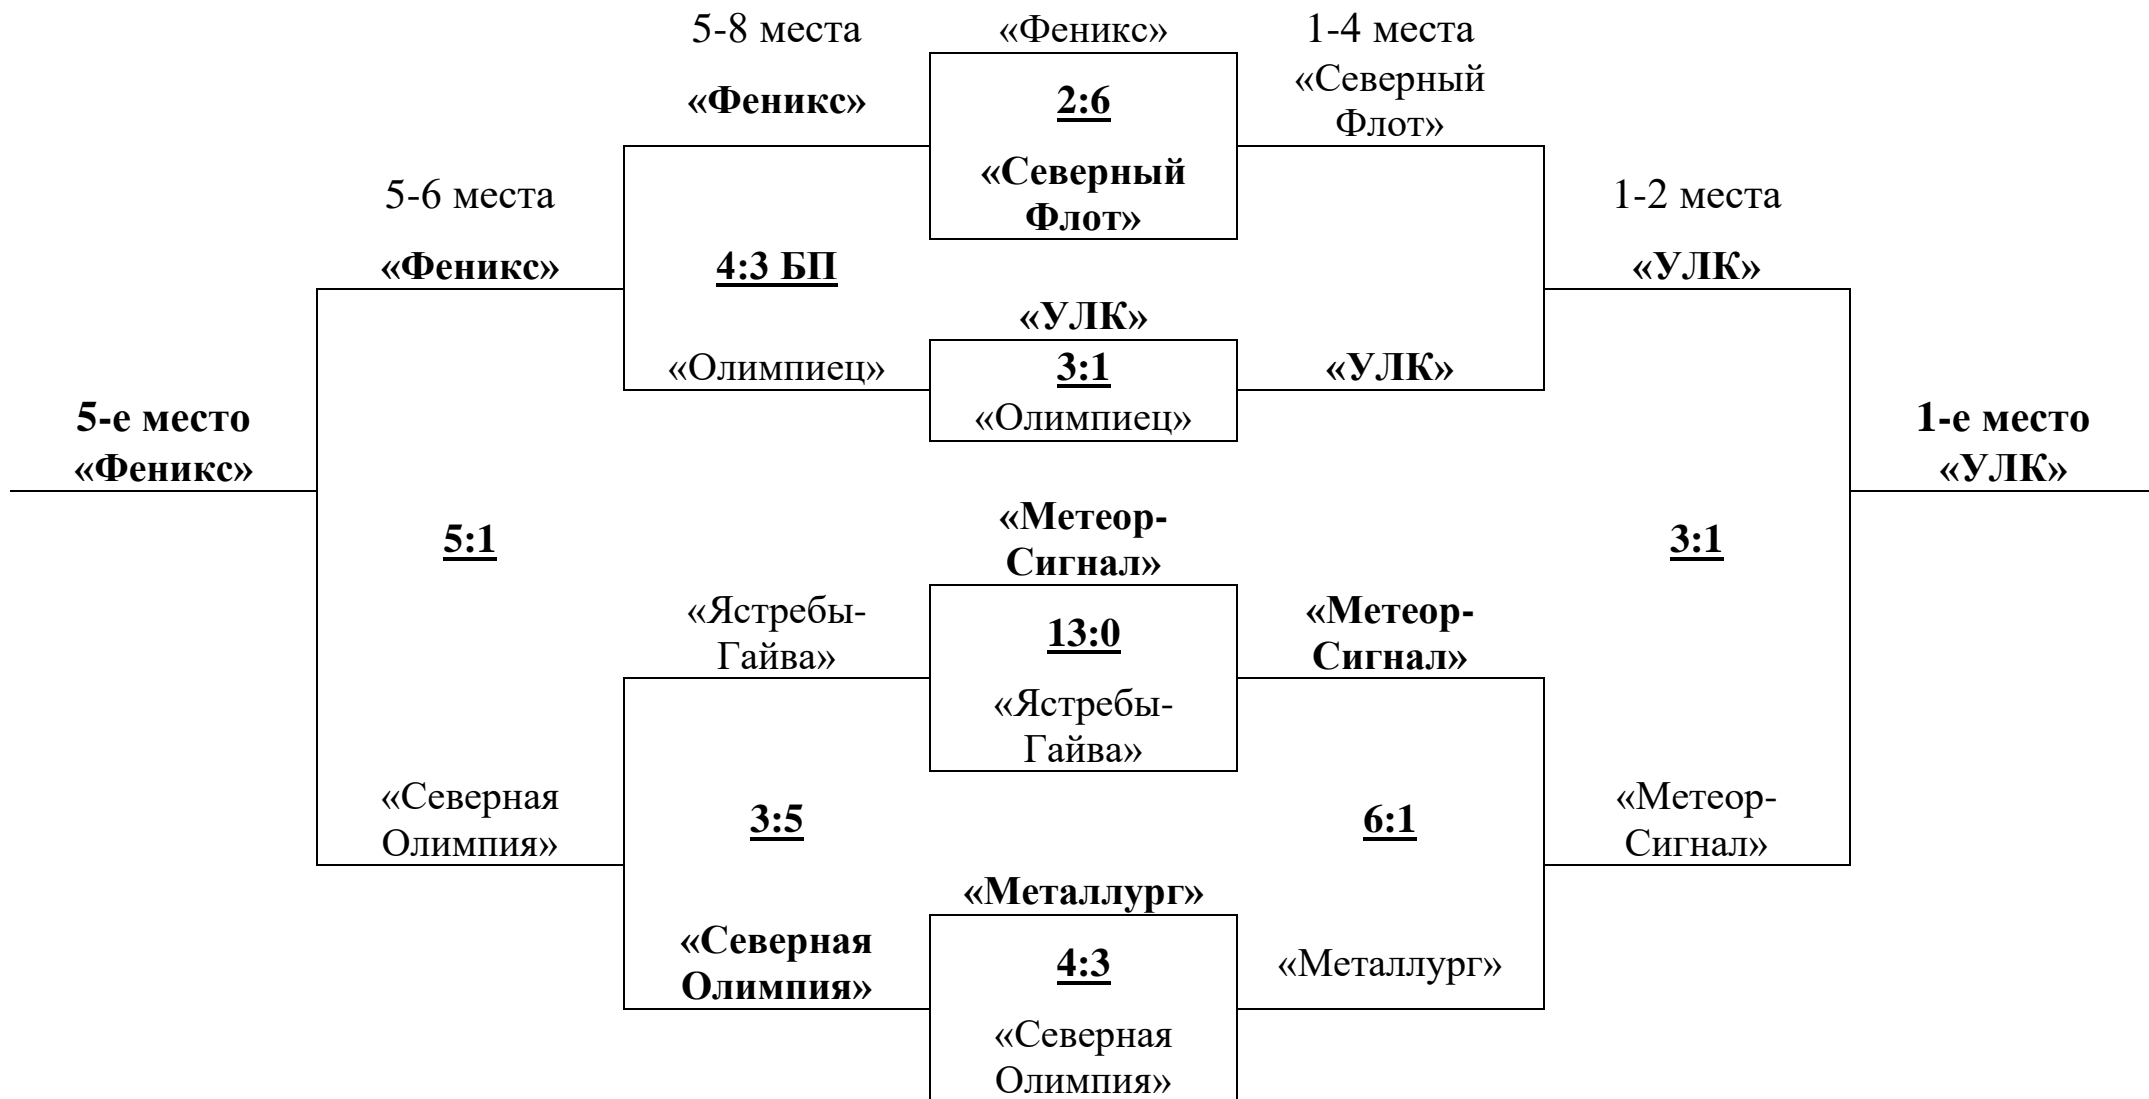 5-8 места
«Феникс»
1-4 места
«Феникс»
2:6
«Северный
Флот»
«Северный
Флот»
5-6 места
1-2 места
«Феникс»
4:3 БП
«УЛК»
«УЛК»
«Олимпиец»
3:1
«УЛК»
«Олимпиец»
5-е место
«Феникс»
1-е место
«УЛК»
«Метеор-
Сигнал»
5:1
3:1
«Ястребы-
Гайва»
13:0
«Метеор-
Сигнал»
«Ястребы-
Гайва»
«Северная
Олимпия»
3:5
6:1
«Метеор-
Сигнал»
«Металлург»
«Северная
Олимпия»
4:3
«Металлург»
«Северная
Олимпия»